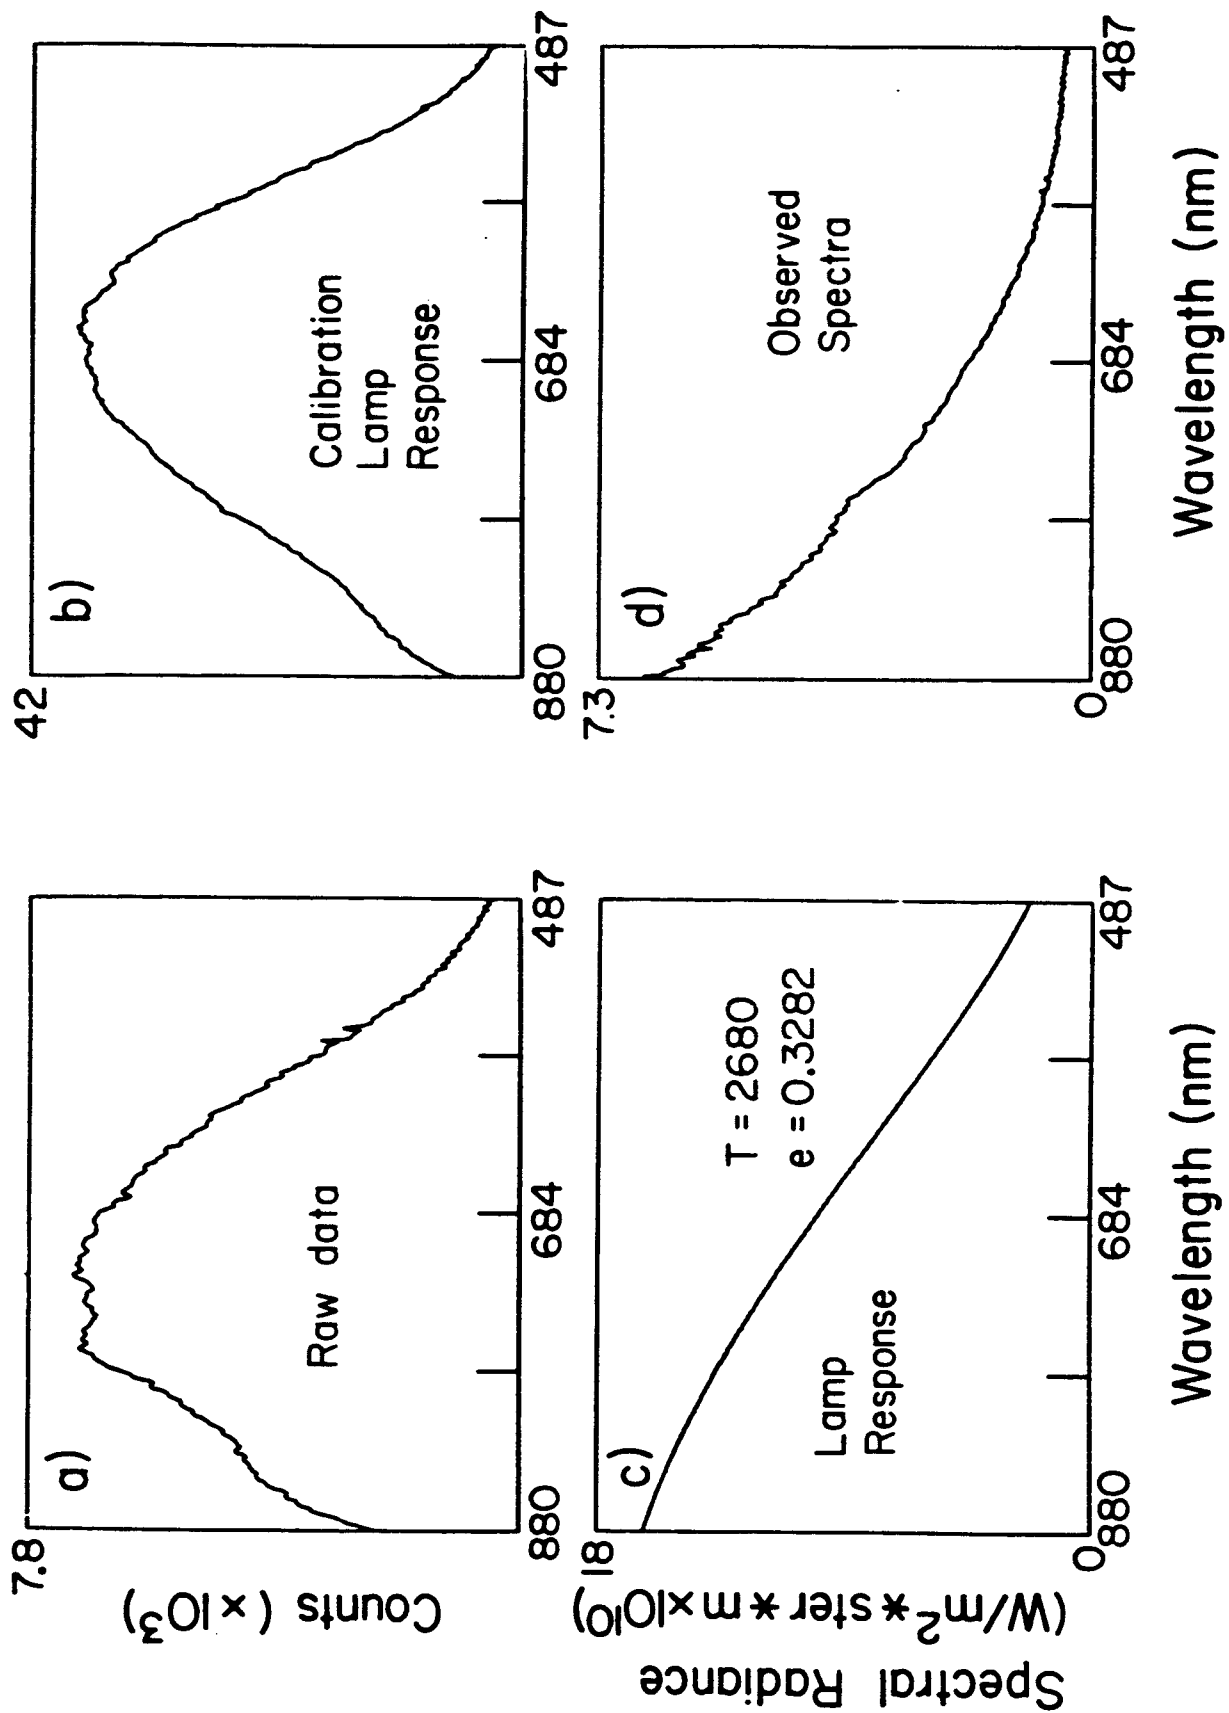 a)
7.8
Counts (×10³)
Raw data
880
684
487
b)
42
Calibration
Lamp
Response
880
684
487
c)
18
Spectral Radiance
(W/m²*ster*m×10¹⁰)
T = 2680
e = 0.3282
Lamp
Response
0
880
684
487
Wavelength (nm)
d)
7.3
Observed
Spectra
0
880
684
487
Wavelength (nm)